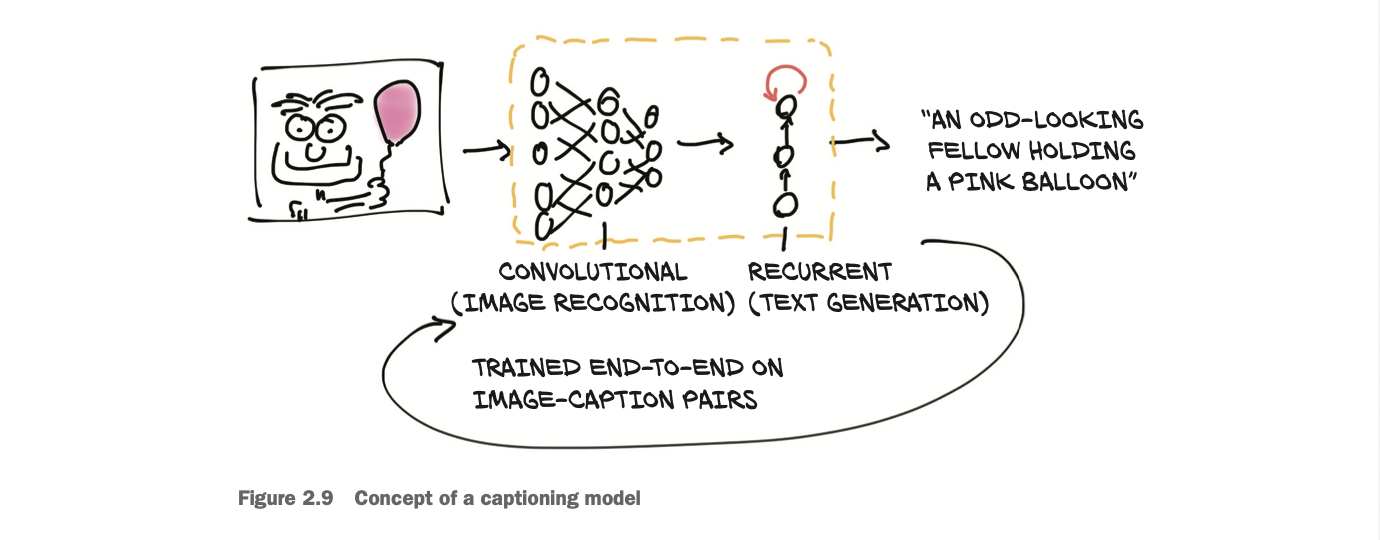 "AN ODD-LOOKING
FELLOW HOLDING
A PINK BALLOON"
CONVOLUTIONAL
(IMAGE RECOGNITION)
RECURRENT
(TEXT GENERATION)
TRAINED END-TO-END ON
IMAGE-CAPTION PAIRS
Figure 2.9 Concept of a captioning model